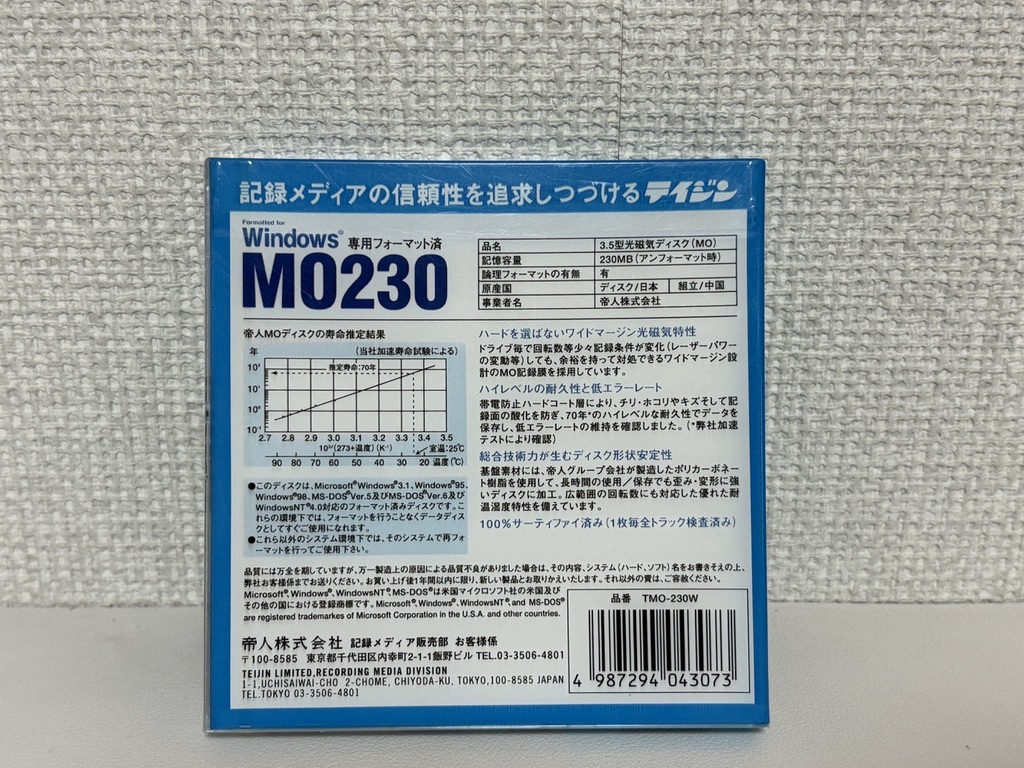 記録メディアの信頼性を追求しつづける テイジン
Formatted for
Windows® 専用フォーマット済
MO230
品名 3.5型光磁気ディスク(MO)
記憶容量 230MB(アンフォーマット時)
論理フォーマットの有無 有
原産国 ディスク/日本 組立/中国
事業者名 帝人株式会社
帝人MOディスクの寿命推定結果
年 (当社加速寿命試験による)
推定寿命:70年
10² 10¹ 10⁰ 10⁻¹
2.7 2.8 2.9 3.0 3.1 3.2 3.3 3.4 3.5
10³/(273+温度)(K⁻¹) 室温:25℃
90 80 70 60 50 40 30 20 温度(℃)
●このディスクは、Microsoft®Windows®3.1、Windows®95、
Windows®98、MS-DOS®Ver.5及びMS-DOS®Ver.6及び
WindowsNT®4.0対応のフォーマット済みディスクです。こ
れらの環境下では、フォーマットを行うことなくデータディス
クとしてすぐご使用になれます。
●これら以外のシステム環境下では、そのシステムで再フォ
ーマットを行ってご使用下さい。
ハードを選ばないワイドマージン光磁気特性
ドライブ毎で回転数等少々記録条件が変化(レーザーパワー
の変動等)しても、余裕を持って対処できるワイドマージン設
計のMO記録膜を採用しています。
ハイレベルの耐久性と低エラーレート
帯電防止ハードコート層により、チリ・ホコリやキズそして記
録面の酸化を防ぎ、70年*のハイレベルな耐久性でデータを
保存し、低エラーレートの維持を確認しました。(*弊社加速
テストにより確認)
総合技術力が生むディスク形状安定性
基盤素材には、帝人グループ会社が製造したポリカーボネー
ト樹脂を使用して、長時間の使用/保存でも歪み・変形に強
いディスクに加工。広範囲の回転数にも対応した優れた耐
高温湿度特性を備えています。
100%サーティファイ済み(1枚毎全トラック検査済み)
品質には万全を期していますが、万一製造上の原因による品質不良がありました場合は、その内容、システム(ハード、ソフト)名をお書きそえの上、
弊社お客様係までお送りください。お買い上げ後1年間以内に限り、新しい製品とお取りかえいたします。それ以外の責は、ご容赦ください。
Microsoft®、Windows®、WindowsNT®、MS-DOS®は米国マイクロソフト社の米国及び
その他の国における登録商標です。Microsoft®、Windows®、WindowsNT®, and MS-DOS®
are registered trademarkes of Microsoft Corporation in the U.S.A. and other countries.
帝人株式会社 記録メディア販売部 お客様係
〒100-8585 東京都千代田区内幸町2-1-1飯野ビル TEL.03-3506-4801
TEIJIN LIMITED,RECORDING MEDIA DIVISION
1-1,UCHISAIWAI-CHO 2-CHOME, CHIYODA-KU, TOKYO,100-8585 JAPAN
TEL.TOKYO 03-3506-4801
品番 TMO-230W
4 987294 043073